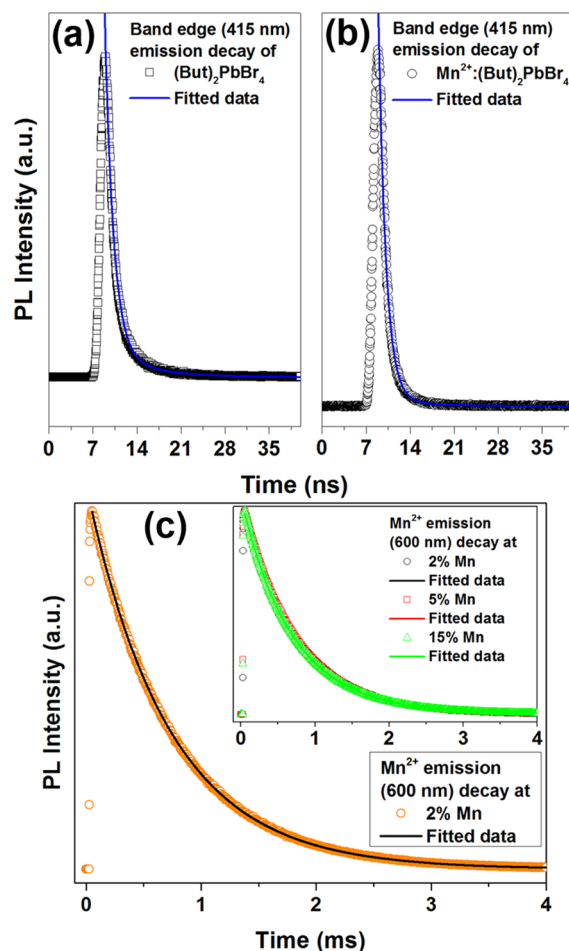 (a)
Band edge (415 nm)
emission decay of
(But)₂PbBr₄
Fitted data
(b)
Band edge (415 nm)
emission decay of
Mn²⁺:(But)₂PbBr₄
Fitted data
PL Intensity (a.u.)
0 7 14 21 28 35
0 7 14 21 28 35
Time (ns)
(c)
Mn²⁺ emission
(600 nm) decay at
2% Mn
Fitted data
5% Mn
Fitted data
15% Mn
Fitted data
0 1 2 3 4
PL Intensity (a.u.)
Mn²⁺ emission
(600 nm) decay at
2% Mn
Fitted data
0 1 2 3 4
Time (ms)